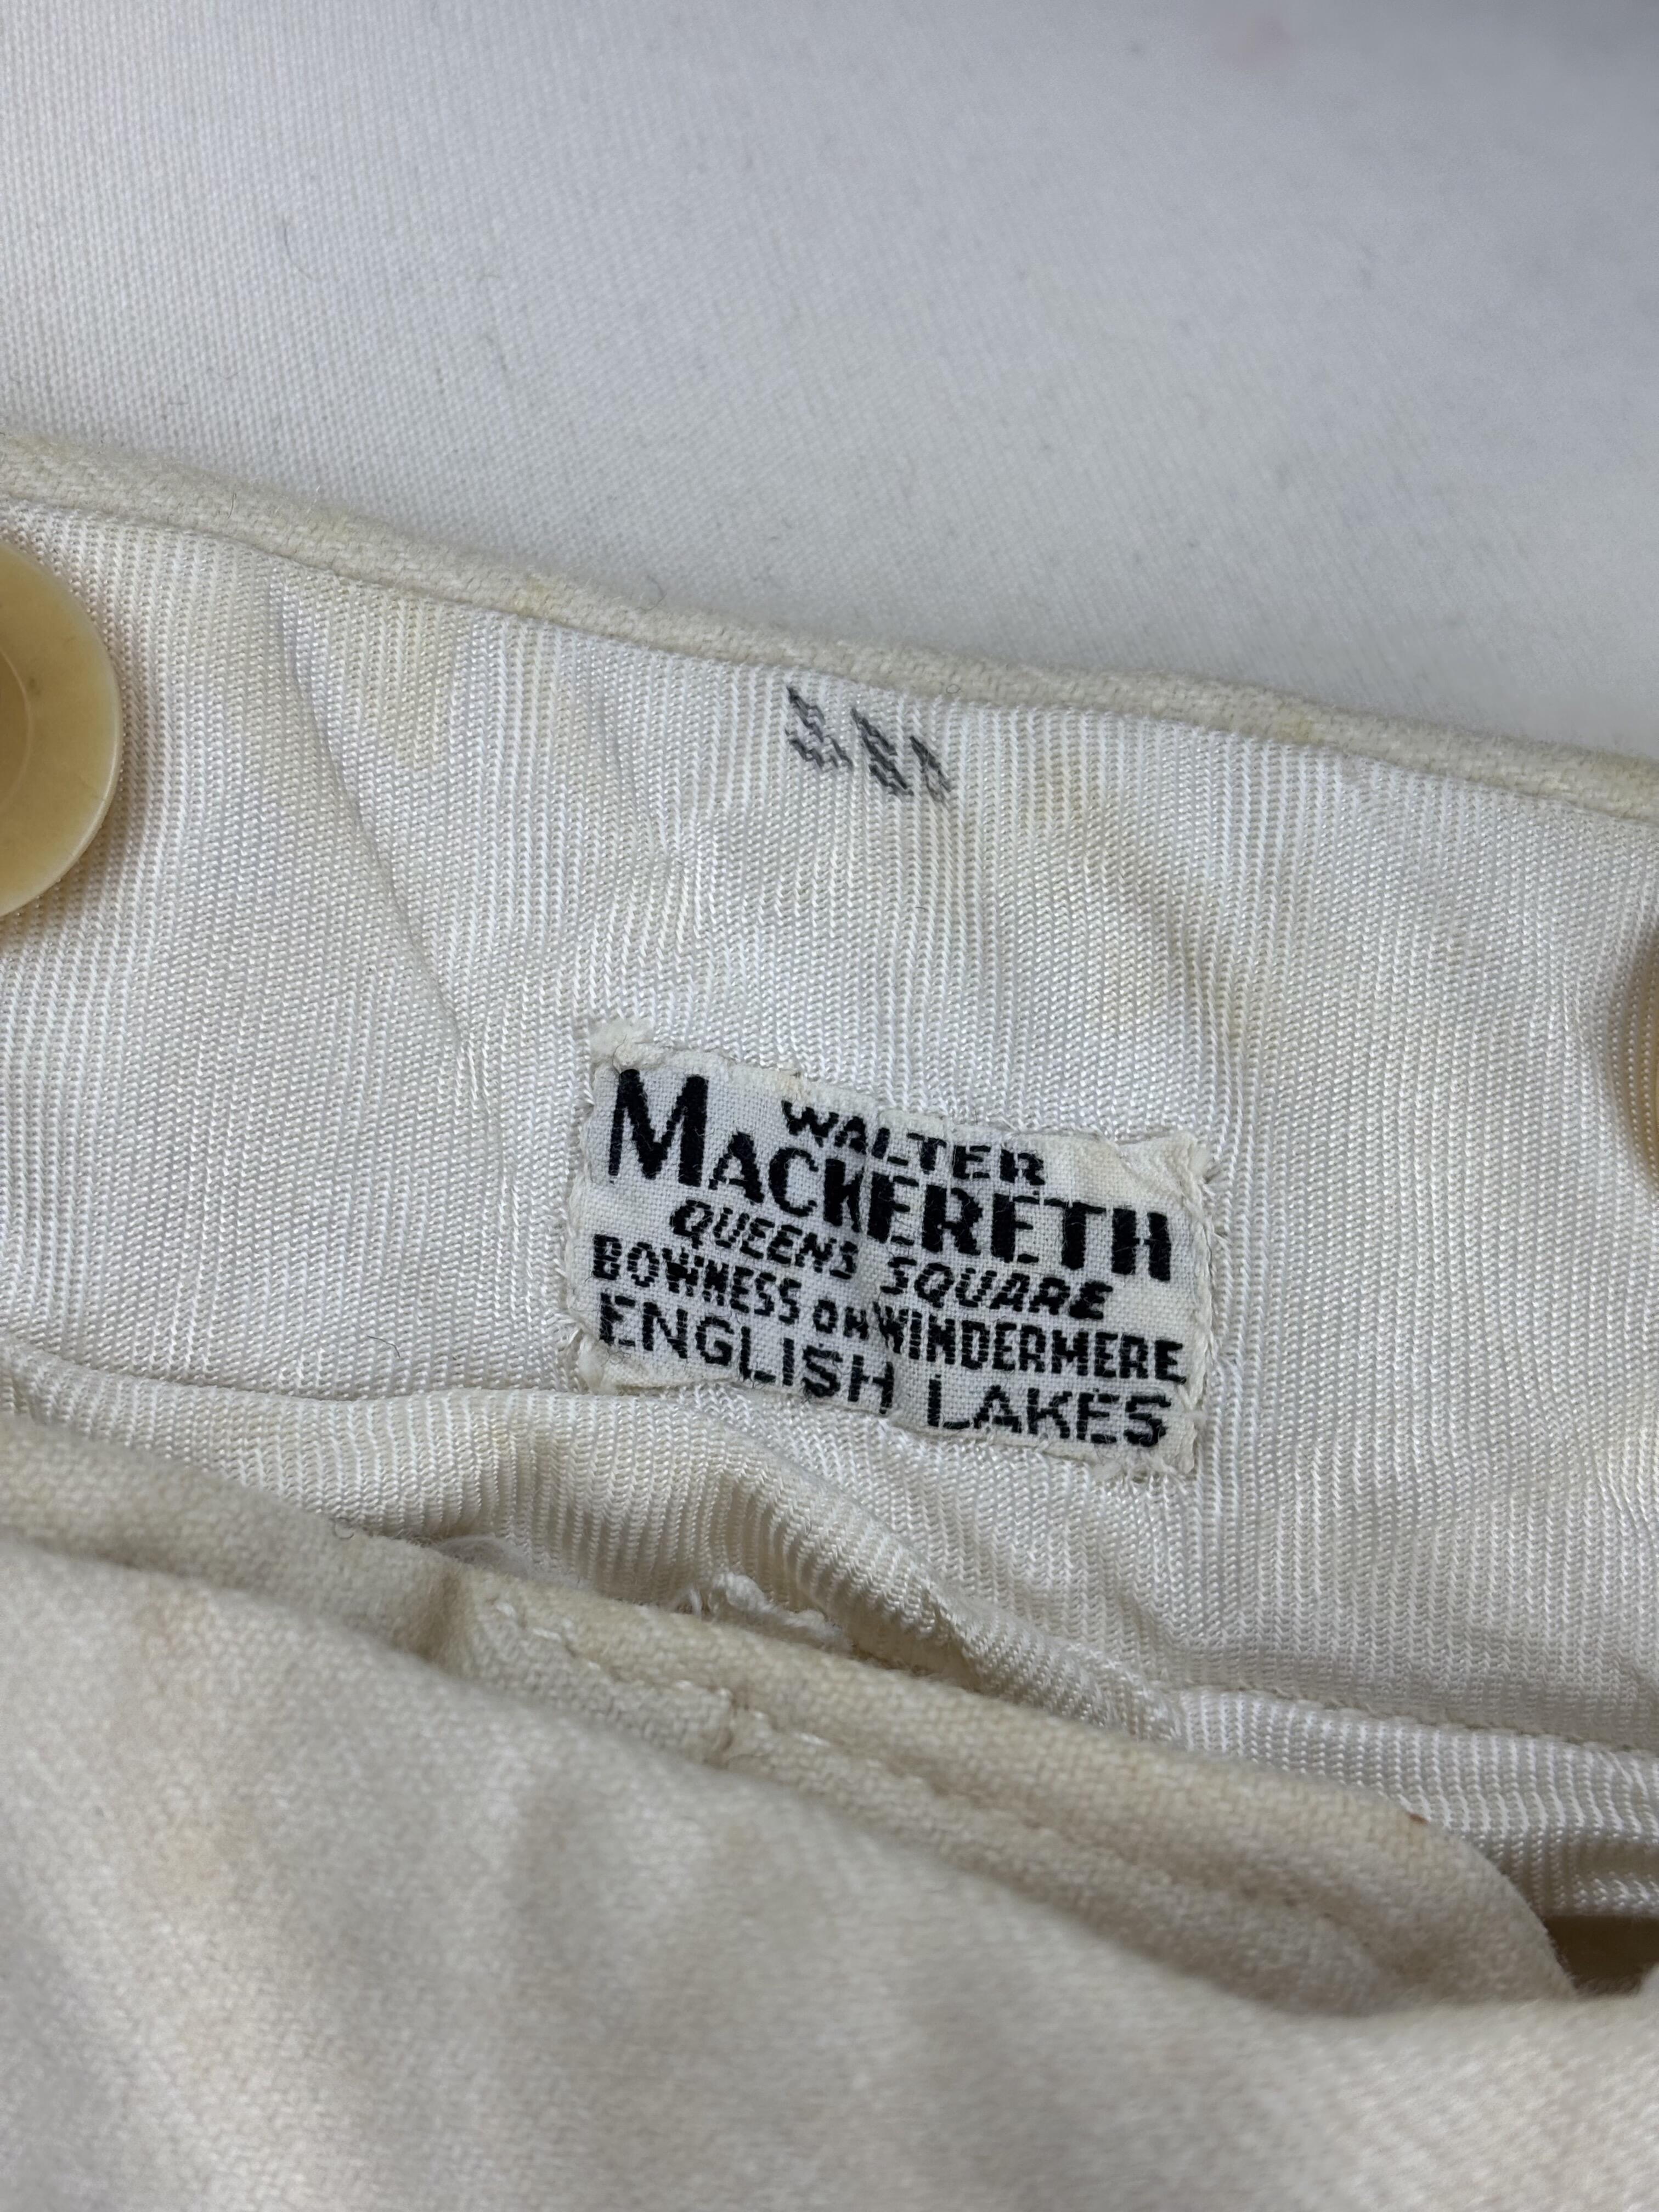 WALTER
MACKERETH
QUEENS SQUARE
BOWNESS ON WINDERMERE
ENGLISH LAKES